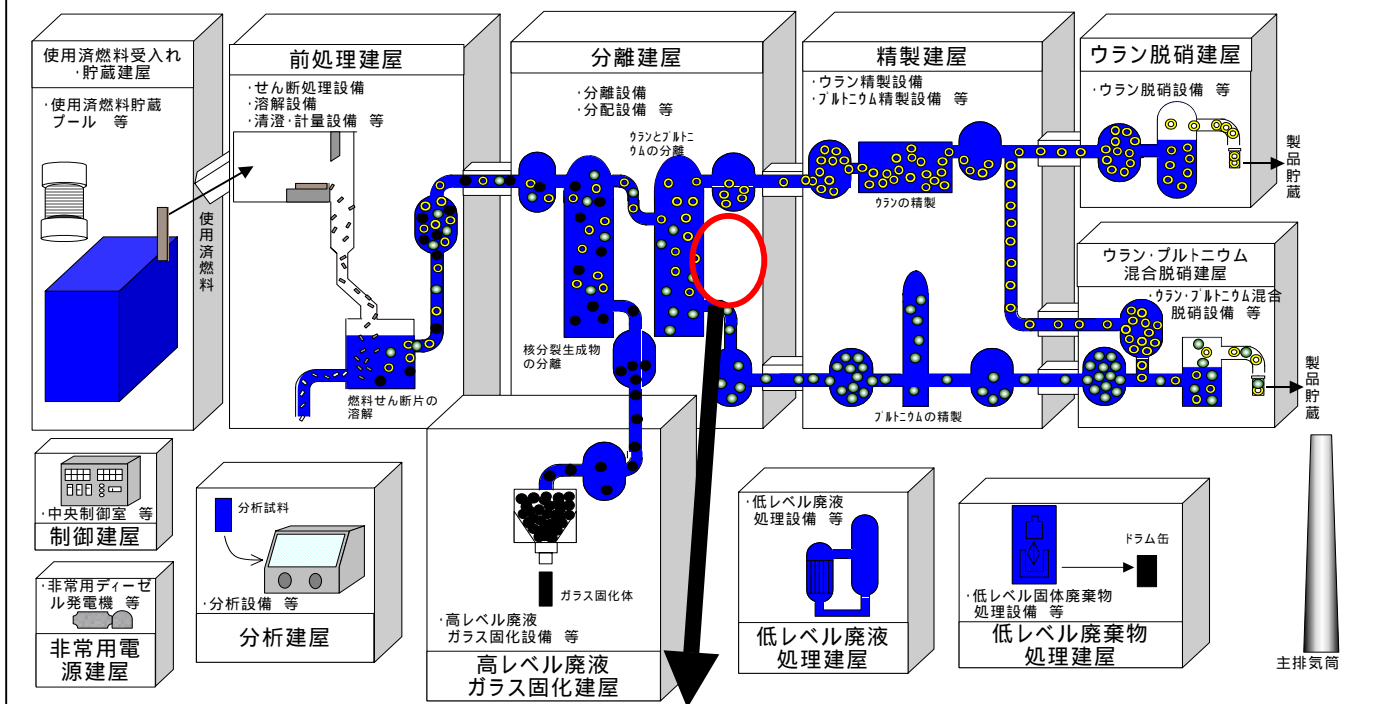 使用済燃料受入れ
・貯蔵建屋
・使用済燃料貯蔵
プール 等
使用済燃料
前処理建屋
・せん断処理設備
・溶解設備
・清澄・計量設備 等
燃料せん断片の
溶解
分離建屋
・分離設備
・分配設備 等
ウランとプルトニ
ウムの分離
核分裂生成物
の分離
精製建屋
・ウラン精製設備
・プルトニウム精製設備 等
ウランの精製
プルトニウムの精製
ウラン脱硝建屋
・ウラン脱硝設備 等
製品貯蔵
ウラン・プルトニウム
混合脱硝建屋
・ウラン・プルトニウム混合
脱硝設備 等
製品貯蔵
・中央制御室 等
制御建屋
・非常用ディーゼ
ル発電機 等
非常用電
源建屋
分析試料
・分析設備 等
分析建屋
ガラス固化体
・高レベル廃液
ガラス固化設備 等
高レベル廃液
ガラス固化建屋
・低レベル廃液
処理設備 等
低レベル廃液
処理建屋
ドラム缶
・低レベル固体廃棄物
処理設備 等
低レベル廃棄物
処理建屋
主排気筒